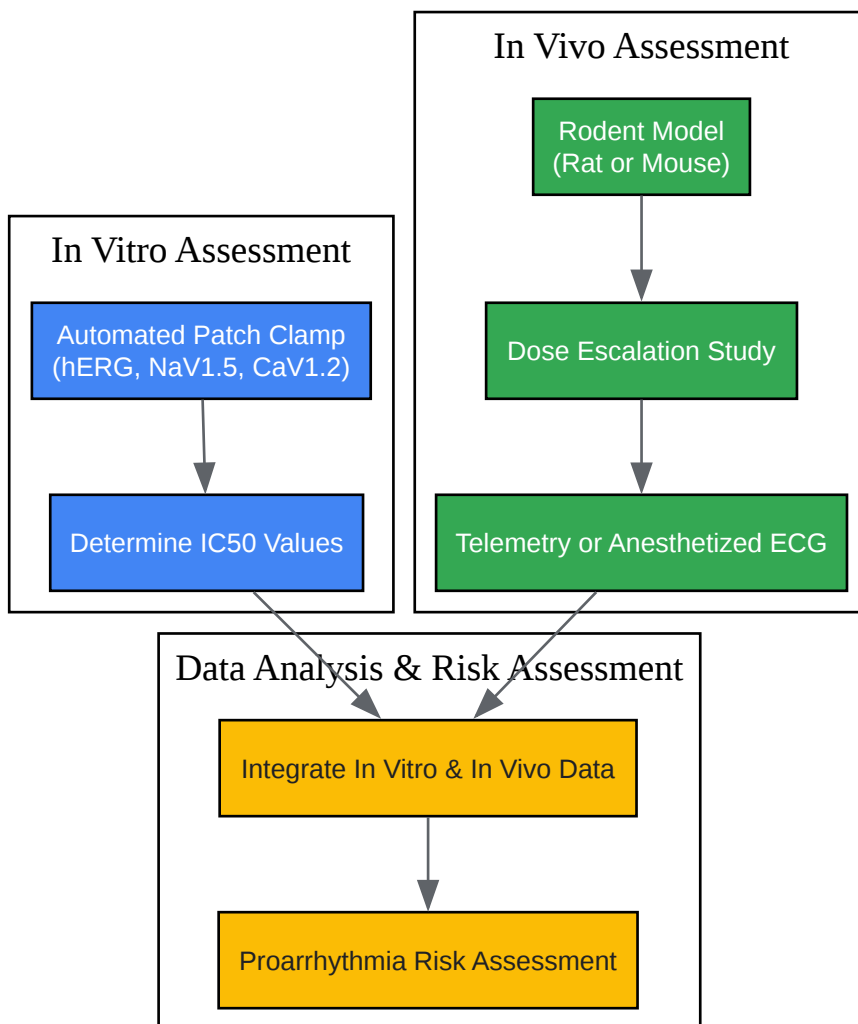 In Vivo Assessment
Rodent Model
(Rat or Mouse)
Dose Escalation Study
Telemetry or Anesthetized ECG
In Vitro Assessment
Automated Patch Clamp
(hERG, NaV1.5, CaV1.2)
Determine IC50 Values
Data Analysis & Risk Assessment
Integrate In Vitro & In Vivo Data
Proarrhythmia Risk Assessment